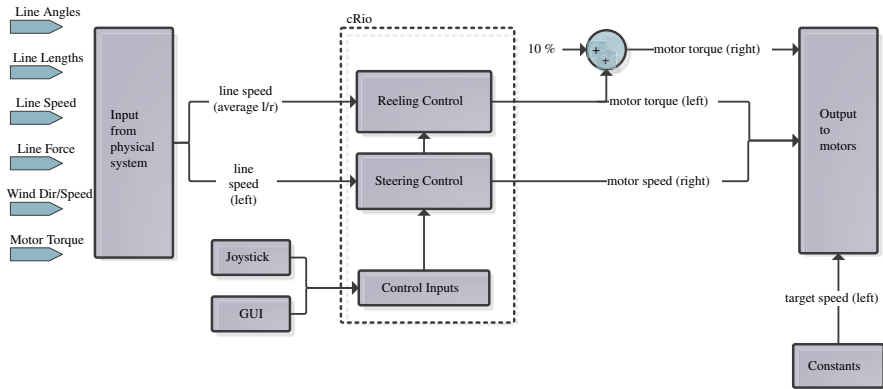 Line Angles
Line Lengths
Line Speed
Line Force
Wind Dir/Speed
Motor Torque
Input
from
physical
system
line speed
(average l/r)
line
speed
(left)
Joystick
GUI
cRio
Reeling Control
Steering Control
Control Inputs
10 %
+
+
motor torque (right)
motor torque (left)
motor speed (right)
Output
to
motors
target speed (left)
Constants